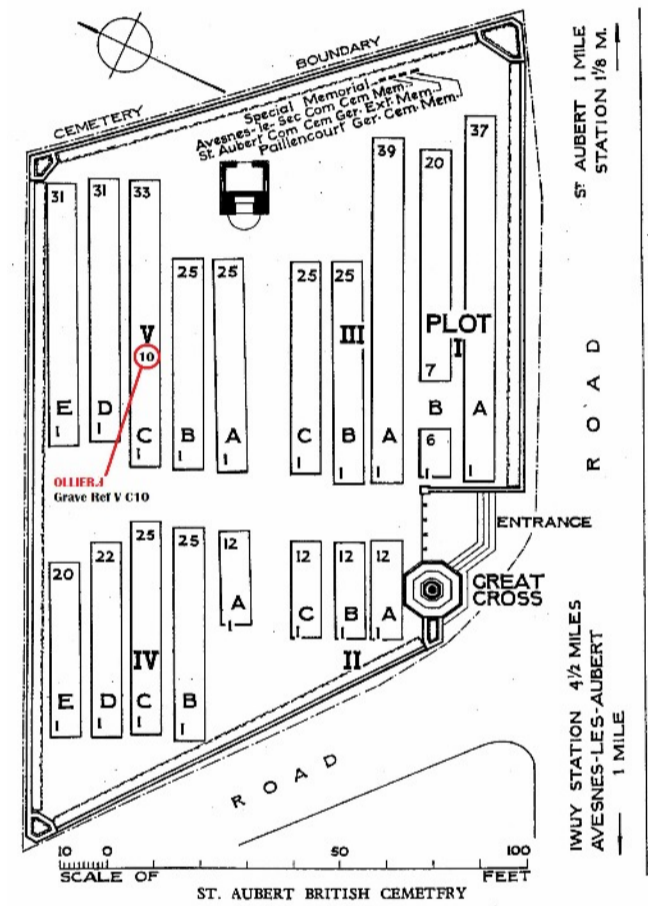 CEMETERY BOUNDARY
Special Memorial
Avesnes-le-Sec Com Cem Mem.
St. Aubert Com Cem Ger. Ext. Mem.
Paillencourt Ger. Cem. Mem.
ST AUBERT 1 MILE
STATION 1⅛ M.
31 31 33 25 25 25 25 39 20 37
V III PLOT
I
10
7
E D C B A C B A B A
6
1 1 1 1 1 1 1 1 1 1
ROAD
OLLIER.J
Grave Ref V C10
ENTRANCE
GREAT
CROSS
20 22 25 25 12 12 12 12
A C B A
1 1 1 1
IV II
E D C B
1 1 1 1
IWUY STATION 4½ MILES
AVESNES-LES-AUBERT
1 MILE
ROAD
10 0 50 100
SCALE OF FEET
ST. AUBERT BRITISH CEMETERY